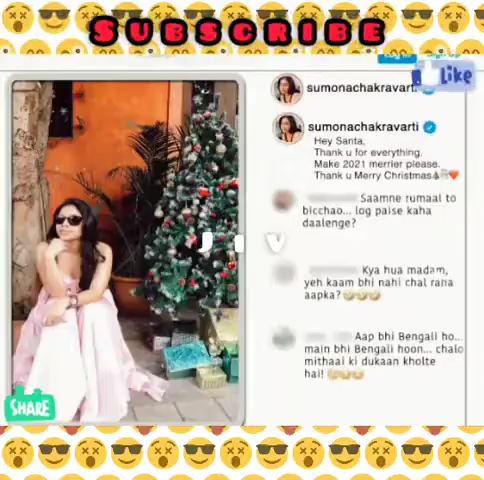 SUBSCRIBE
Like
sumonachakravarti
sumonachakravarti
Hey Santa,
Thank u for everything.
Make 2021 merrier please.
Thank u Merry Christmas🎄🎅❤️
Saamne rumaal to
bicchao... log paise kaha
daalenge?
Kya hua madam,
yeh kaam bhi nahi chal raha
aapka? 😂😂😂
Aap bhi Bengali ho...
main bhi Bengali hoon... chalo
mithaai ki dukaan kholte
hai! 😂😂😂
J I V
SHARE